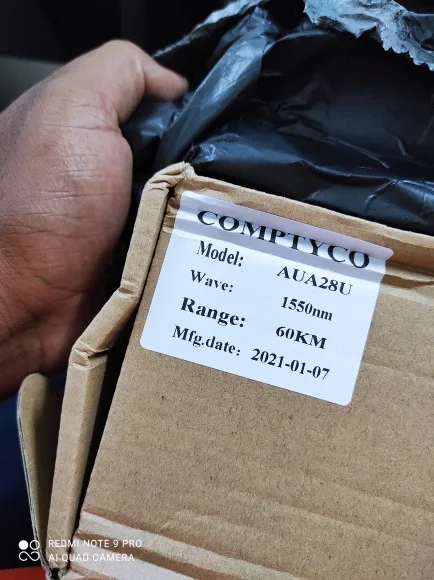 COMPTYCO
Model: AUA28U
Wave: 1550nm
Range: 60KM
Mfg.date: 2021-01-07
REDMI NOTE 9 PRO
AI QUAD CAMERA